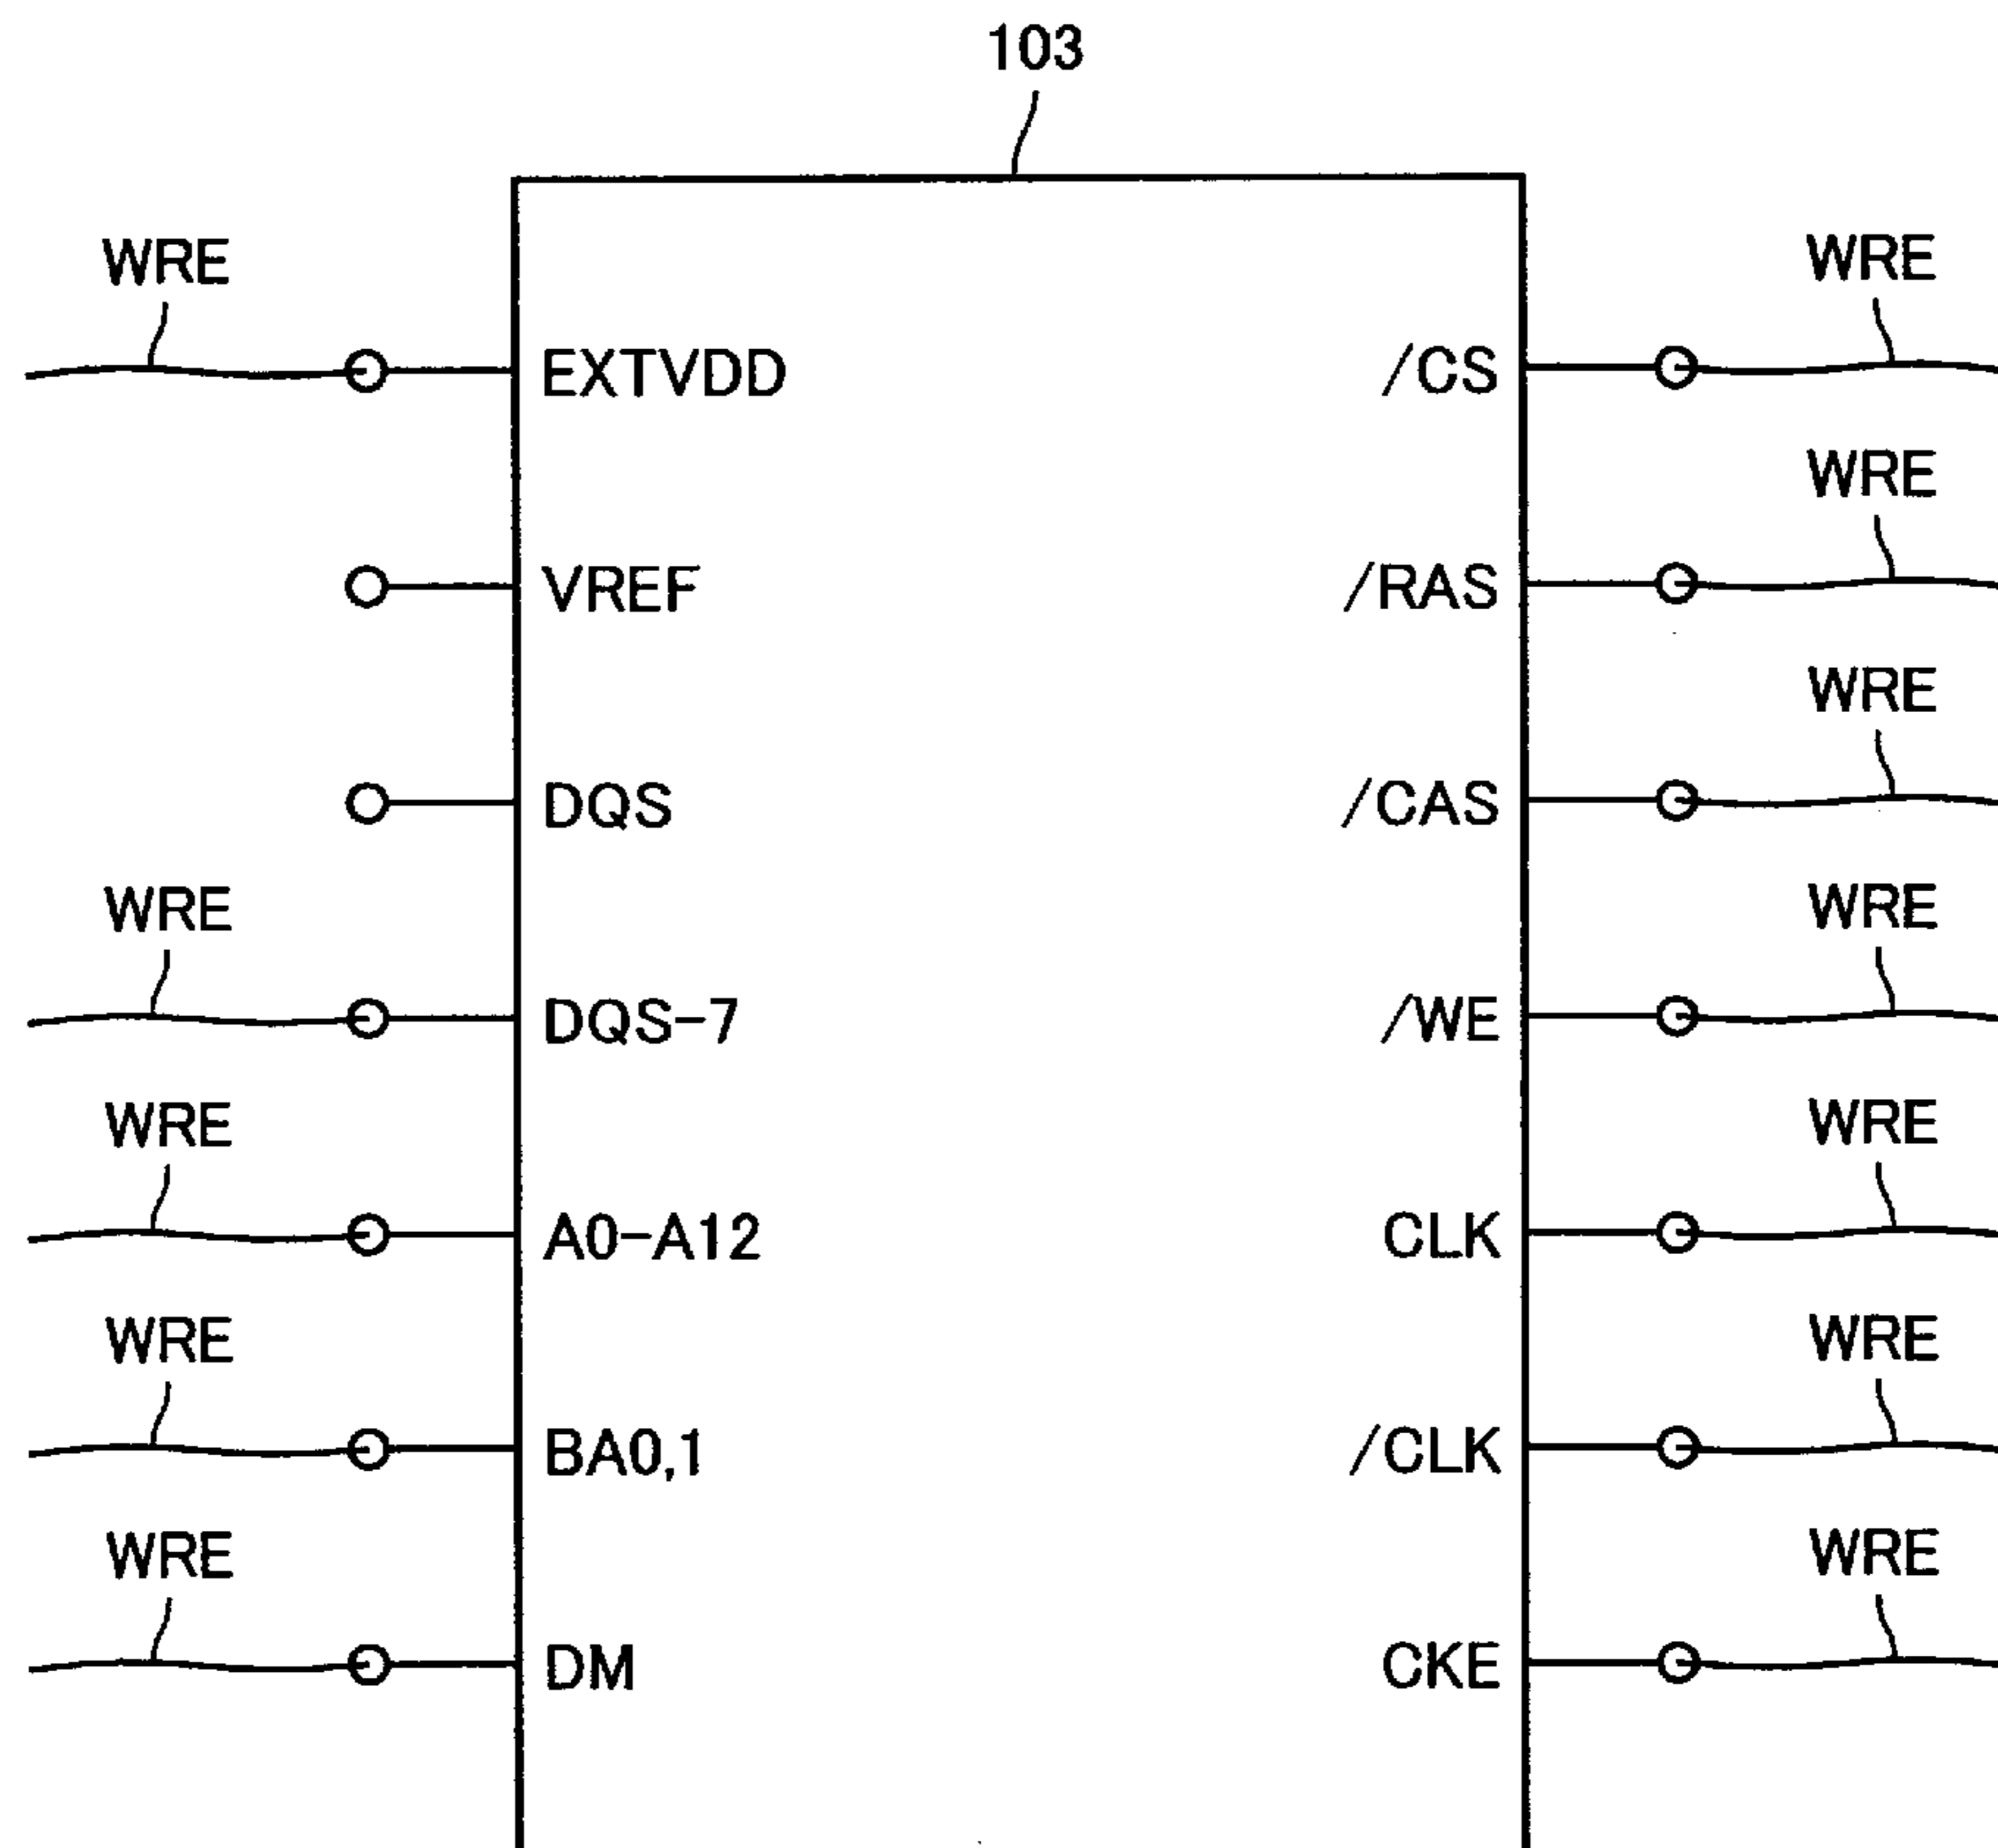 103
WRE WRE
EXTVDD /CS
WRE
VREF /RAS
WRE
DQS /CAS
WRE WRE
DQS-7 /WE
WRE WRE
A0-A12 CLK
WRE WRE
BA0,1 /CLK
WRE WRE
DM CKE